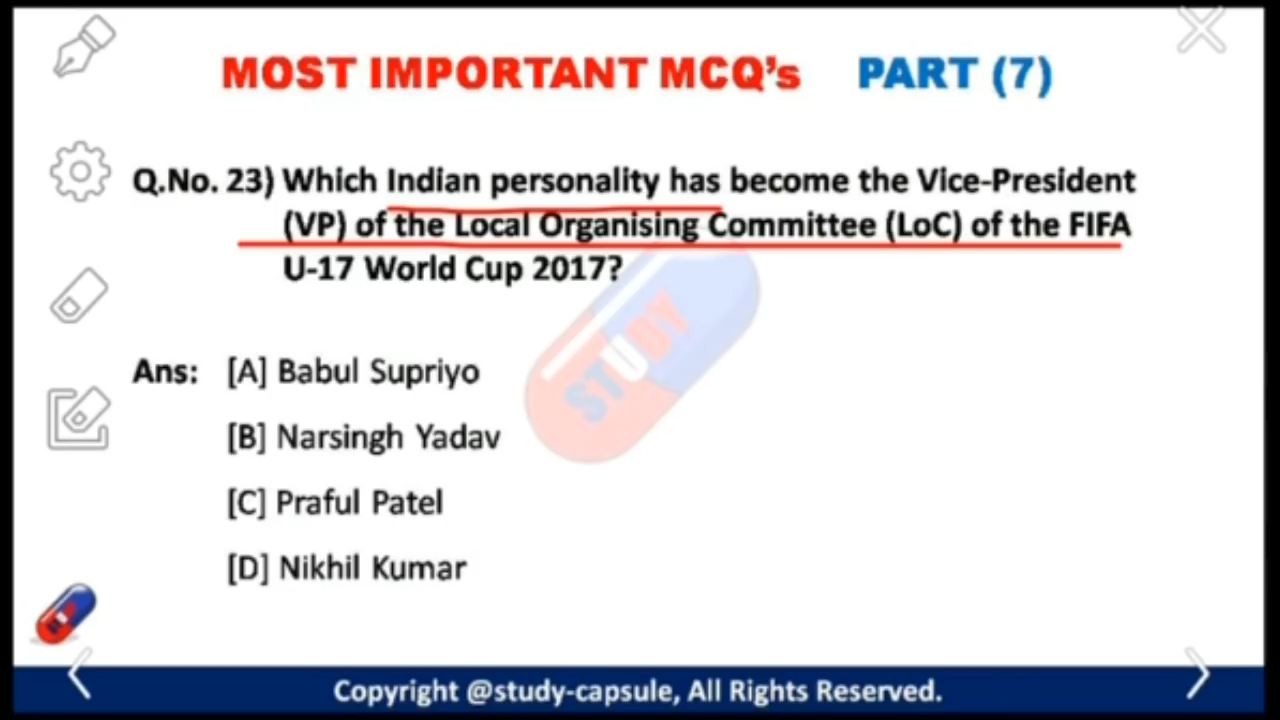 MOST IMPORTANT MCQ's PART (7)
Q.No. 23) Which Indian personality has become the Vice-President
(VP) of the Local Organising Committee (LoC) of the FIFA
U-17 World Cup 2017?
STUDY
Ans: [A] Babul Supriyo
[B] Narsingh Yadav
[C] Praful Patel
[D] Nikhil Kumar
Copyright @study-capsule, All Rights Reserved.